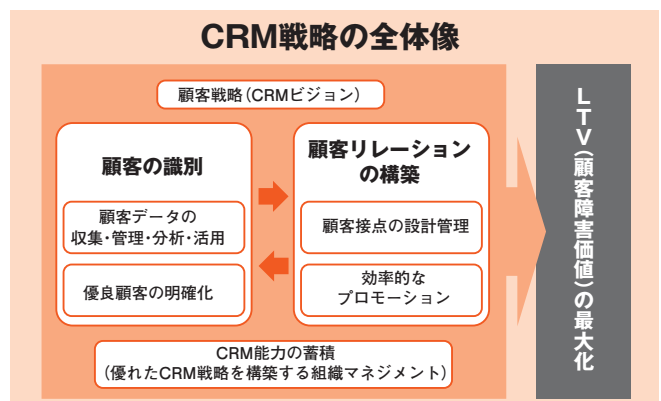 CRM戦略の全体像
顧客戦略(CRMビジョン)
顧客の識別
顧客データの
収集・管理・分析・活用
優良顧客の明確化
顧客リレーション
の構築
顧客接点の設計管理
効率的な
プロモーション
CRM能力の蓄積
(優れたCRM戦略を構築する組織マネジメント)
LTV(顧客障害価値)の最大化